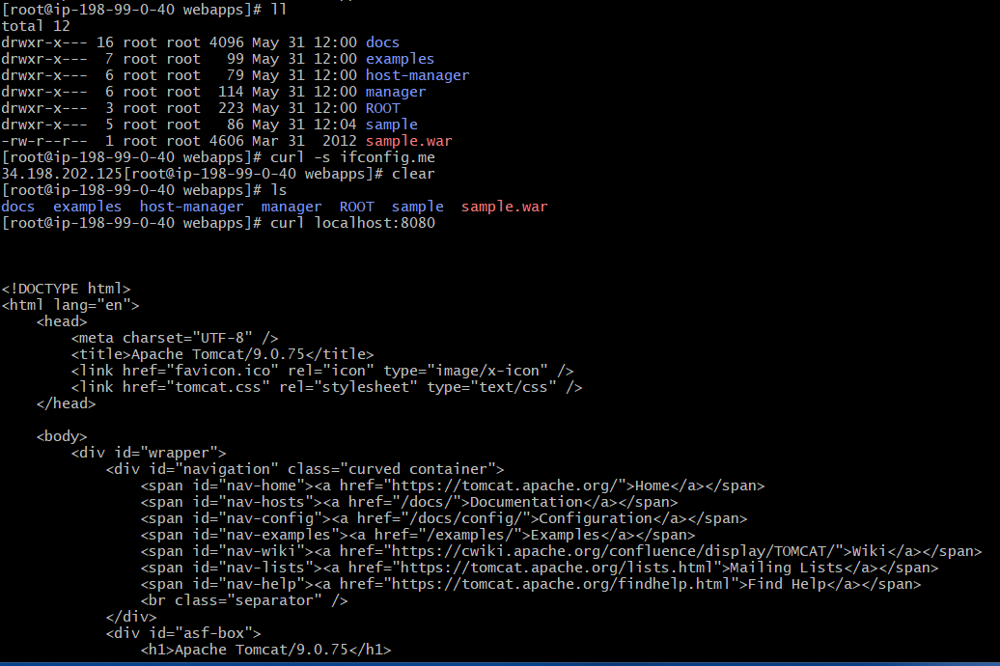 [root@ip-198-99-0-40 webapps]# ll
total 12
drwxr-x--- 16 root root 4096 May 31 12:00 docs
drwxr-x---  7 root root   99 May 31 12:00 examples
drwxr-x---  6 root root   79 May 31 12:00 host-manager
drwxr-x---  6 root root  114 May 31 12:00 manager
drwxr-x---  3 root root  223 May 31 12:00 ROOT
drwxr-x---  5 root root   86 May 31 12:04 sample
-rw-r--r--  1 root root 4606 Mar 31  2012 sample.war
[root@ip-198-99-0-40 webapps]# curl -s ifconfig.me
34.198.202.125[root@ip-198-99-0-40 webapps]# clear
[root@ip-198-99-0-40 webapps]# ls
docs  examples  host-manager  manager  ROOT  sample  sample.war
[root@ip-198-99-0-40 webapps]# curl localhost:8080
<!DOCTYPE html>
<html lang="en">
    <head>
        <meta charset="UTF-8" />
        <title>Apache Tomcat/9.0.75</title>
        <link href="favicon.ico" rel="icon" type="image/x-icon" />
        <link href="tomcat.css" rel="stylesheet" type="text/css" />
    </head>
    <body>
        <div id="wrapper">
            <div id="navigation" class="curved container">
                <span id="nav-home"><a href="https://tomcat.apache.org/">Home</a></span>
                <span id="nav-hosts"><a href="/docs/">Documentation</a></span>
                <span id="nav-config"><a href="/docs/config/">Configuration</a></span>
                <span id="nav-examples"><a href="/examples/">Examples</a></span>
                <span id="nav-wiki"><a href="https://cwiki.apache.org/confluence/display/TOMCAT/">Wiki</a></span>
                <span id="nav-lists"><a href="https://tomcat.apache.org/lists.html">Mailing Lists</a></span>
                <span id="nav-help"><a href="https://tomcat.apache.org/findhelp.html">Find Help</a></span>
                <br class="separator" />
            </div>
            <div id="asf-box">
                <h1>Apache Tomcat/9.0.75</h1>